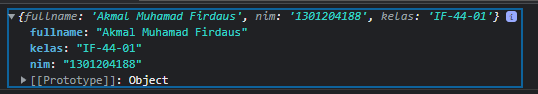 ▼{fullname: 'Akmal Muhamad Firdaus', nim: '1301204188', kelas: 'IF-44-01'} i
fullname: "Akmal Muhamad Firdaus"
kelas: "IF-44-01"
nim: "1301204188"
▶[[Prototype]]: Object